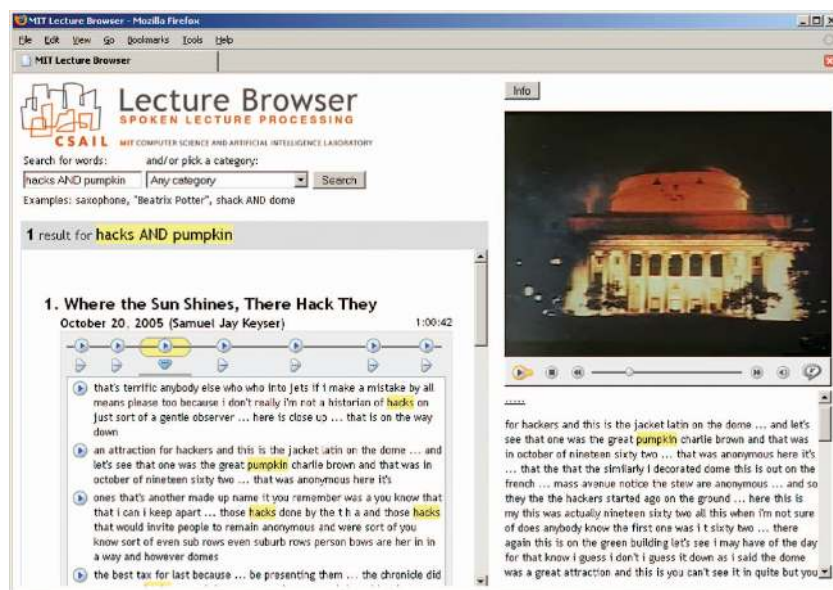 MIT Lecture Browser - Mozilla Firefox
File Edit View Go Bookmarks Tools Help
MIT Lecture Browser
CSAIL
Lecture Browser
SPOKEN LECTURE PROCESSING
MIT COMPUTER SCIENCE AND ARTIFICIAL INTELLIGENCE LABORATORY
Search for words: and/or pick a category:
hacks AND pumpkin Any category Search
Examples: saxophone, "Beatrix Potter", shack AND dome
1 result for hacks AND pumpkin
1. Where the Sun Shines, There Hack They
October 20, 2005 (Samuel Jay Keyser) 1:00:42
that's terrific anybody else who who into jets if i make a mistake by all
means please too because i don't really i'm not a historian of hacks on
just sort of a gentle observer ... here is close up ... that is on the way
down
an attraction for hackers and this is the jacket latin on the dome ... and
let's see that one was the great pumpkin charlie brown and that was in
october of nineteen sixty two ... that was anonymous here it's
ones that's another made up name it you remember was a you know that
that i can i keep apart ... those hacks done by the t h a and those hacks
that would invite people to remain anonymous and were sort of you
know sort of even sub rows even suburb rows person bows are her in in
a way and however domes
the best tax for last because ... be presenting them ... the chronicle did
Info
.....
for hackers and this is the jacket latin on the dome ... and let's
see that one was the great pumpkin charlie brown and that was
in october of nineteen sixty two ... that was anonymous here it's
... that the that the similarly i decorated dome this is out on the
french ... mass avenue notice the stew are anonymous ... and so
they the the hackers started ago on the ground ... here this is
my this was actually nineteen sixty two all this when i'm not sure
of does anybody know the first one was i t sixty two ... there
again this is on the green building let's see i may have of the day
for that know i guess i don't i guess it down as i said the dome
was a great attraction and this is you can't see it in quite but you